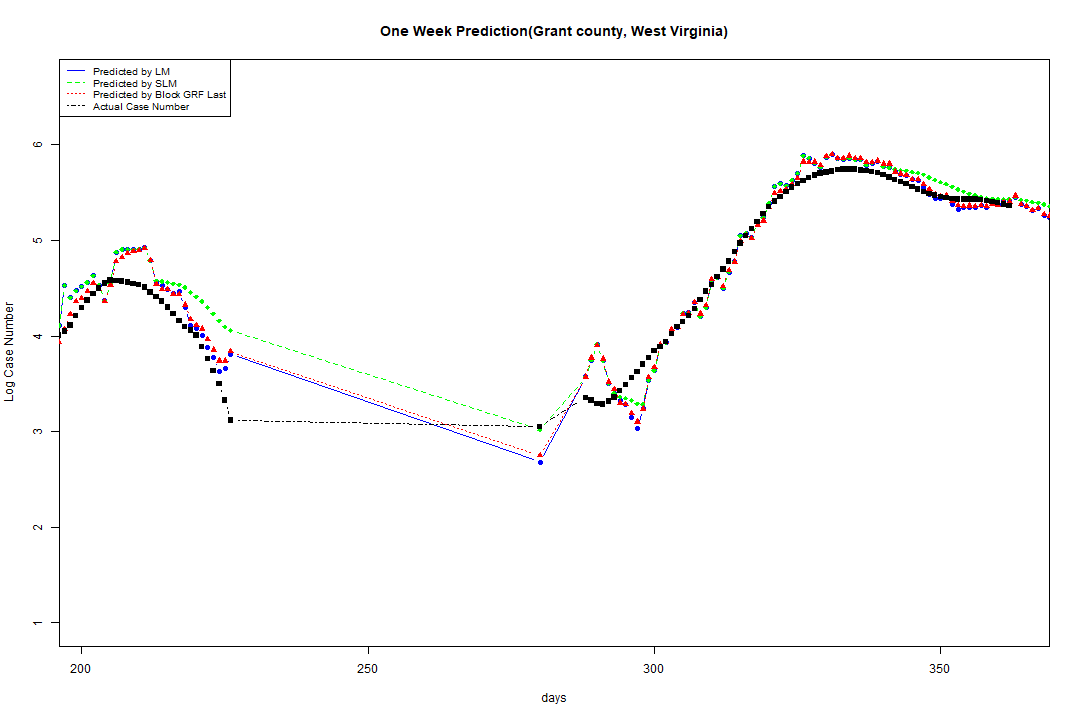 One Week Prediction(Grant county, West Virginia)
Predicted by LM
Predicted by SLM
Predicted by Block GRF Last
Actual Case Number
6
5
4
3
2
1
Log Case Number
200 250 300 350
days